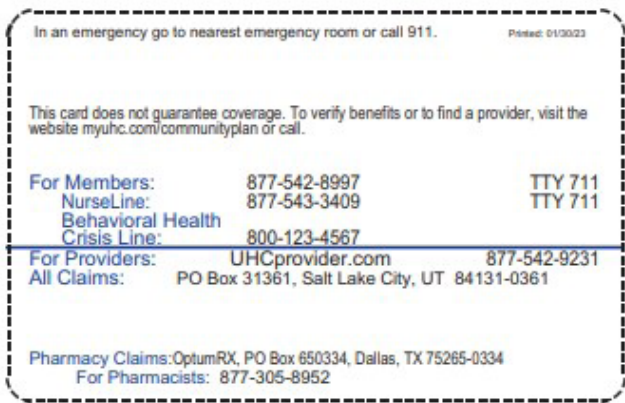 In an emergency go to nearest emergency room or call 911. Printed: 01/30/23
This card does not guarantee coverage. To verify benefits or to find a provider, visit the
website myuhc.com/communityplan or call.
For Members: 877-542-8997 TTY 711
NurseLine: 877-543-3409 TTY 711
Behavioral Health
Crisis Line: 800-123-4567
For Providers: UHCprovider.com 877-542-9231
All Claims: PO Box 31361, Salt Lake City, UT 84131-0361
Pharmacy Claims:OptumRX, PO Box 650334, Dallas, TX 75265-0334
For Pharmacists: 877-305-8952